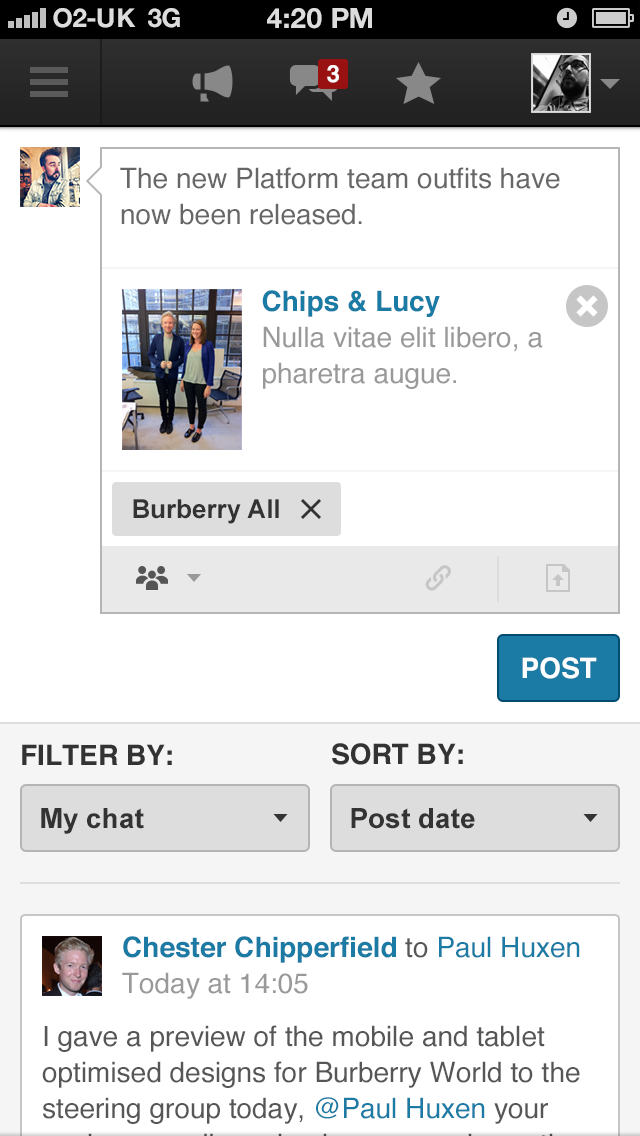 O2-UK 3G 4:20 PM
3
The new Platform team outfits have
now been released.
Chips & Lucy
Nulla vitae elit libero, a
pharetra augue.
Burberry All
POST
FILTER BY: SORT BY:
My chat Post date
Chester Chipperfield to Paul Huxen
Today at 14:05
I gave a preview of the mobile and tablet
optimised designs for Burberry World to the
steering group today, @Paul Huxen your